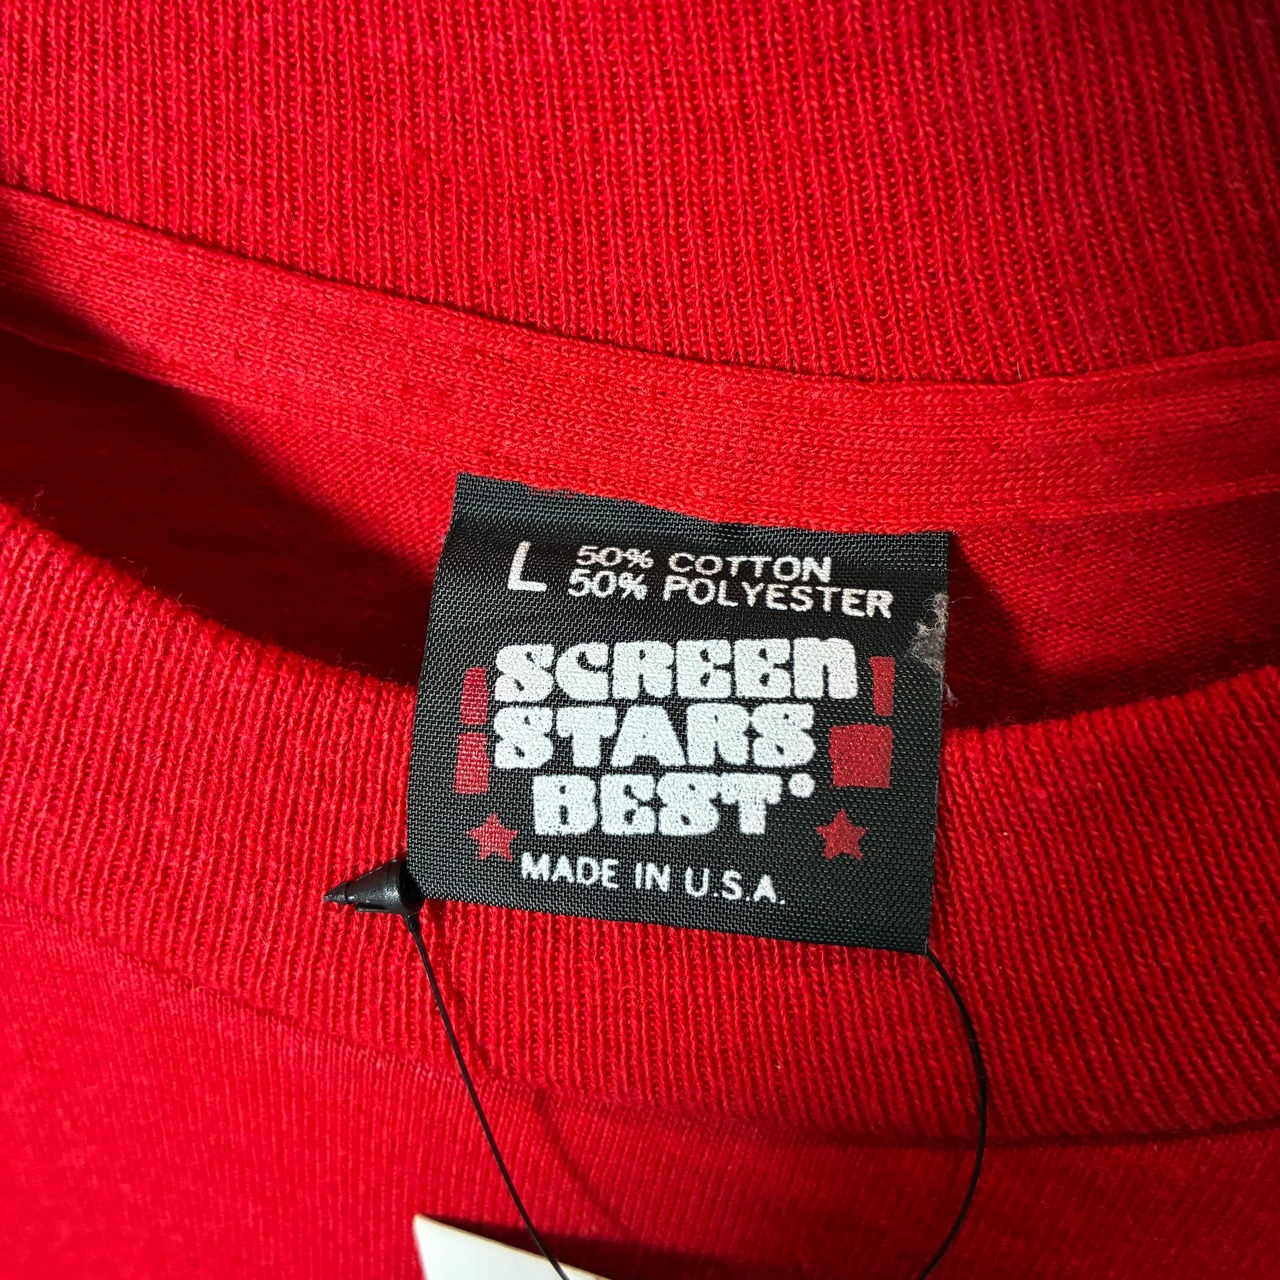 L 50% COTTON
50% POLYESTER
SCREEN
STARS
BEST®
MADE IN U.S.A.